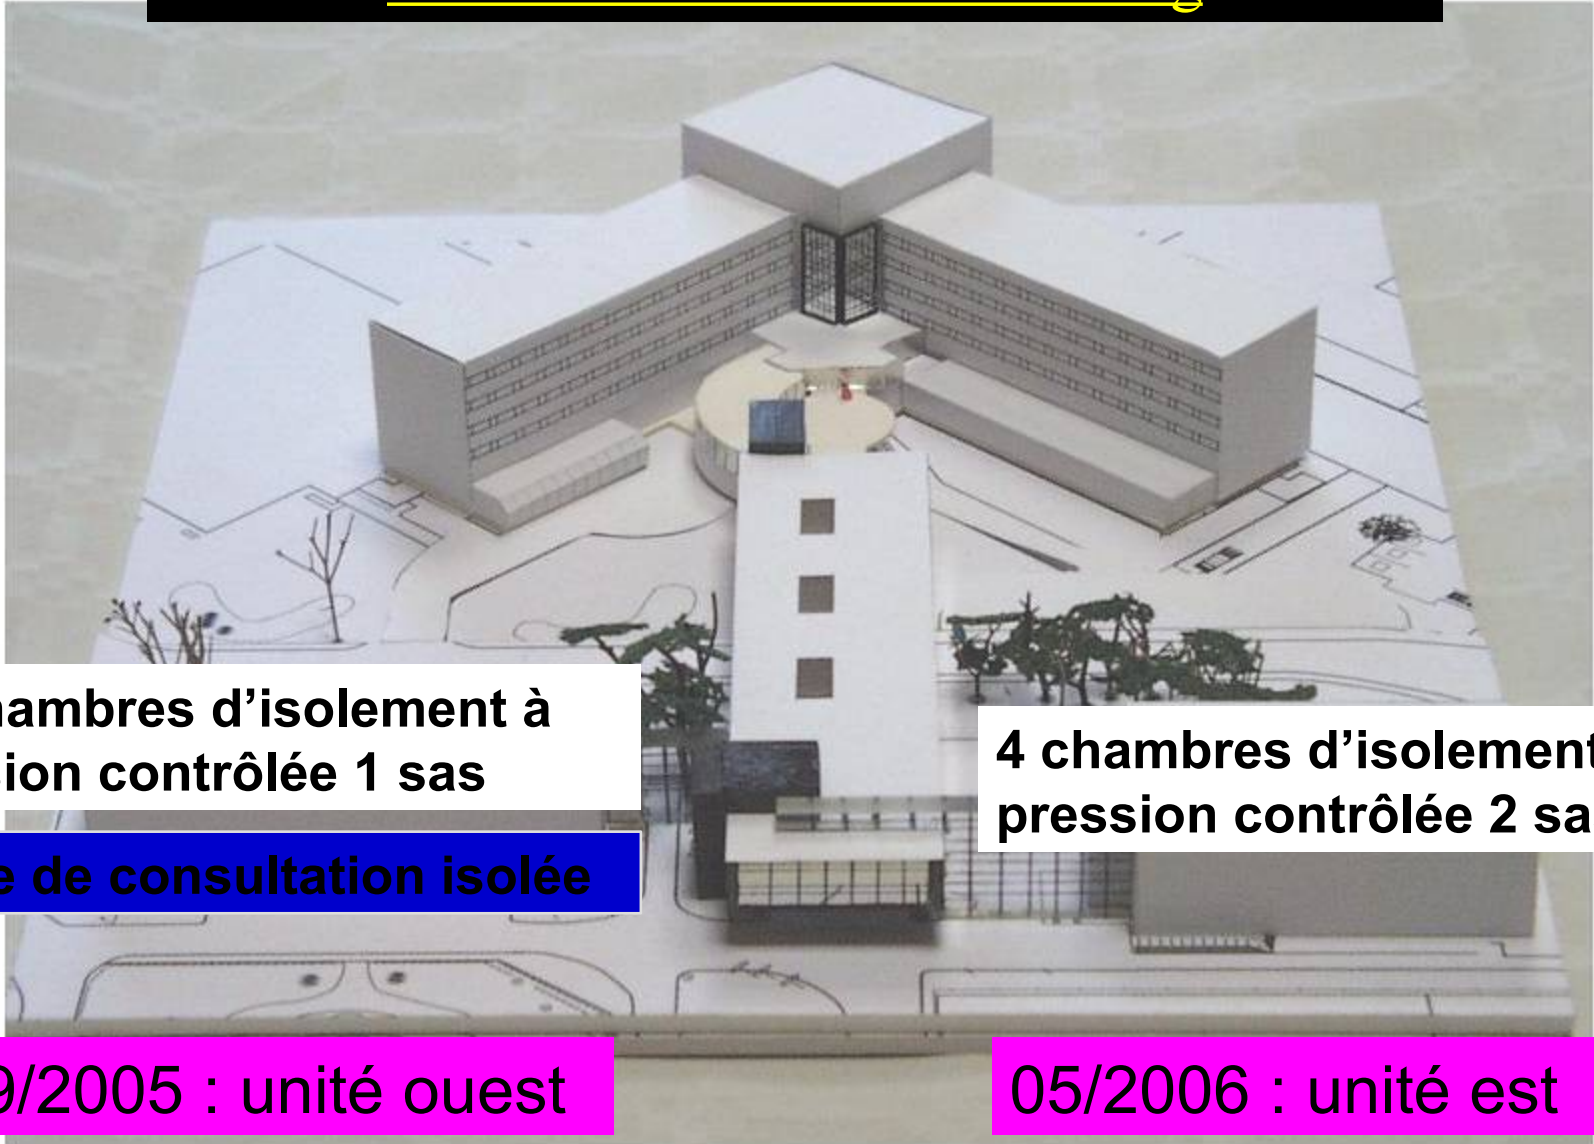 ambres d’isolement à
sion contrôlée 1 sas
4 chambres d’isolement
pression contrôlée 2 sa
e de consultation isolée
9/2005 : unité ouest
05/2006 : unité est